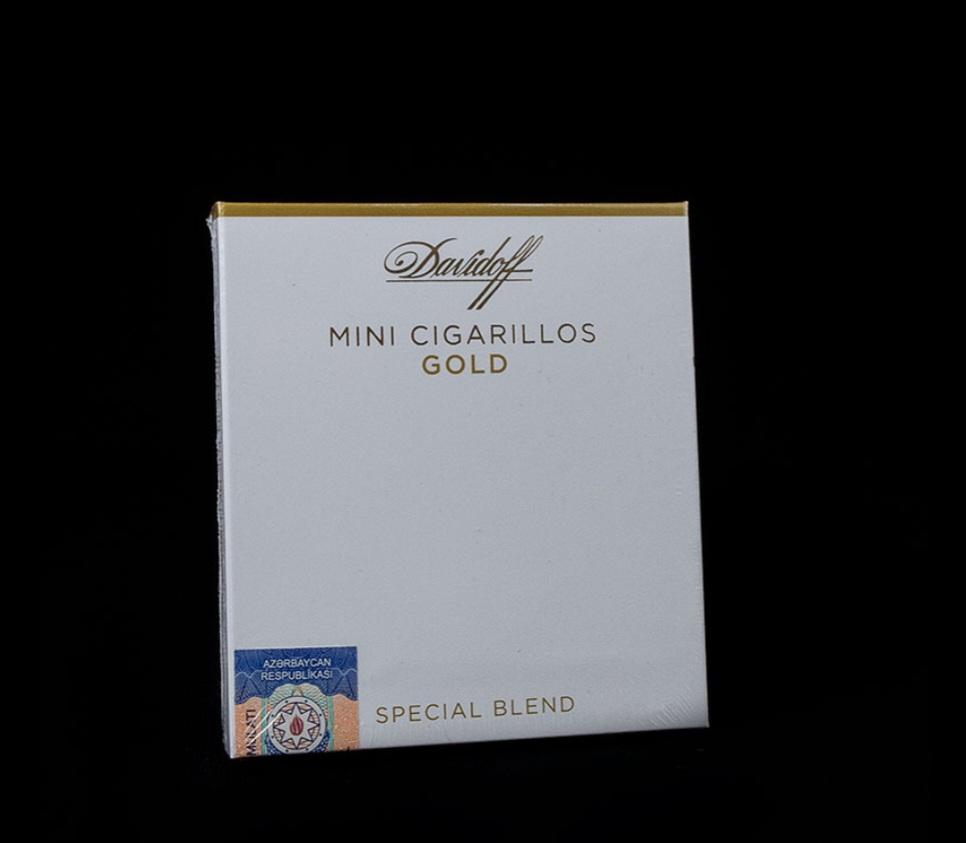 Davidoff
MINI CIGARILLOS
GOLD
AZƏRBAYCAN
RESPUBLİKASI
SPECIAL BLEND